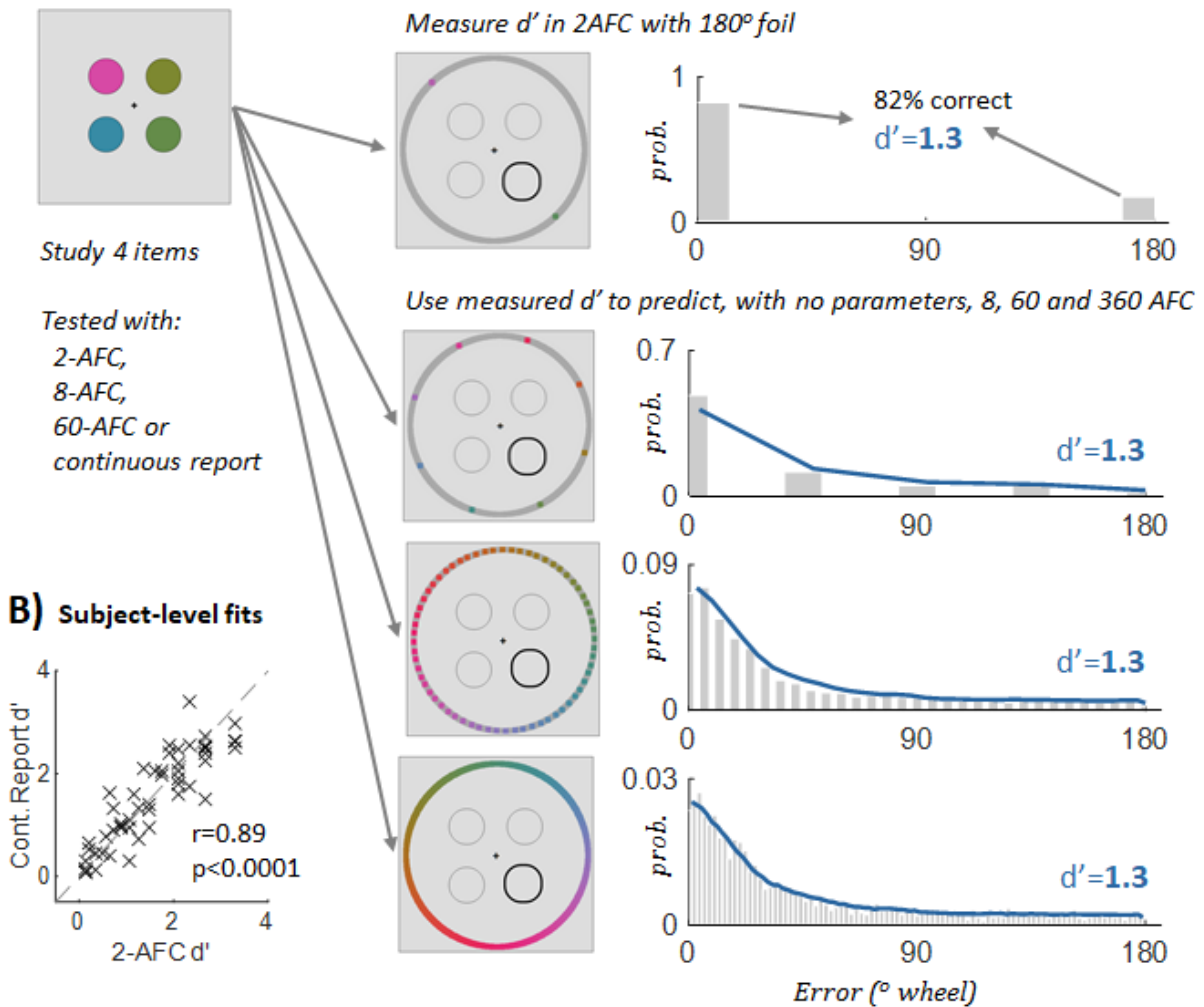 Measure d’ in 2AFC with 180° foil
1
prob.
0
82% correct
d’=1.3
0
90
180
Study 4 items
Tested with:
2-AFC,
8-AFC,
60-AFC or
continuous report
Use measured d’ to predict, with no parameters, 8, 60 and 360 AFC
0.7
prob.
0
d’=1.3
0
90
180
0.09
prob.
0
d’=1.3
0
90
180
0.03
prob.
0
d’=1.3
0
90
180
Error (° wheel)
B) Subject-level fits
4
2
0
Cont. Report d'
r=0.89
p<0.0001
0
2
4
2-AFC d'